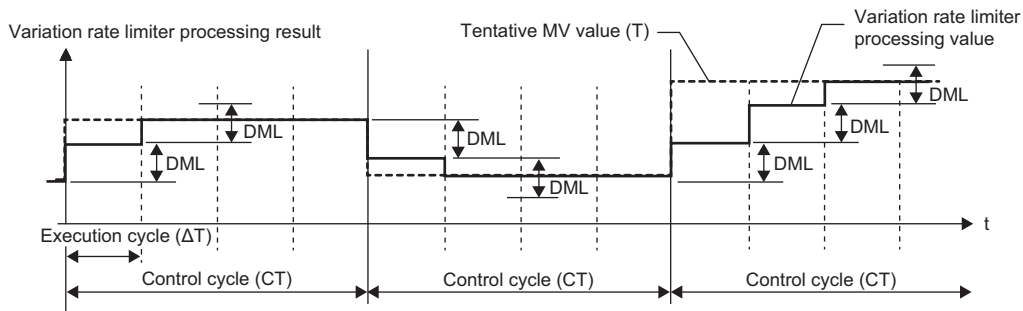 Variation rate limiter processing result
Tentative MV value (T)
Variation rate limiter
processing value
DML
DML
DML
DML
DML
DML
DML
t
Execution cycle (ΔT)
Control cycle (CT)
Control cycle (CT)
Control cycle (CT)